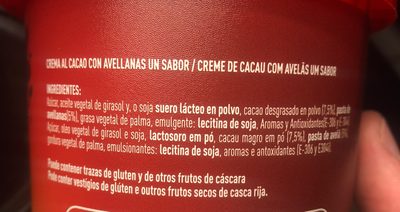 CREMA AL CACAO CON AVELLANAS UN SABOR / CREME DE CACAU COM AVELÃS UM SABOR
INGREDIENTES:
Azúcar, aceite vegetal de girasol y, o soja suero lácteo en polvo, cacao desgrasado en polvo (7,5%), pasta de
avellanas(5%), grasa vegetal de palma, emulgente: lecitina de soja, Aromas y Antioxidantes(E-306 y E-304)
Açúcar, óleo vegetal de girasol e soja, lactosoro em pó, cacau magro em pó (7,5%), pasta de avelã
gordura vegetal de palma, emulsionantes: lecitina de soja, aromas e antioxidantes (E-306 y E304).
Puede contener trazas de gluten y de otros frutos de cáscara
Pode conter vestígios de glúten e outros frutos secos de casca rija.